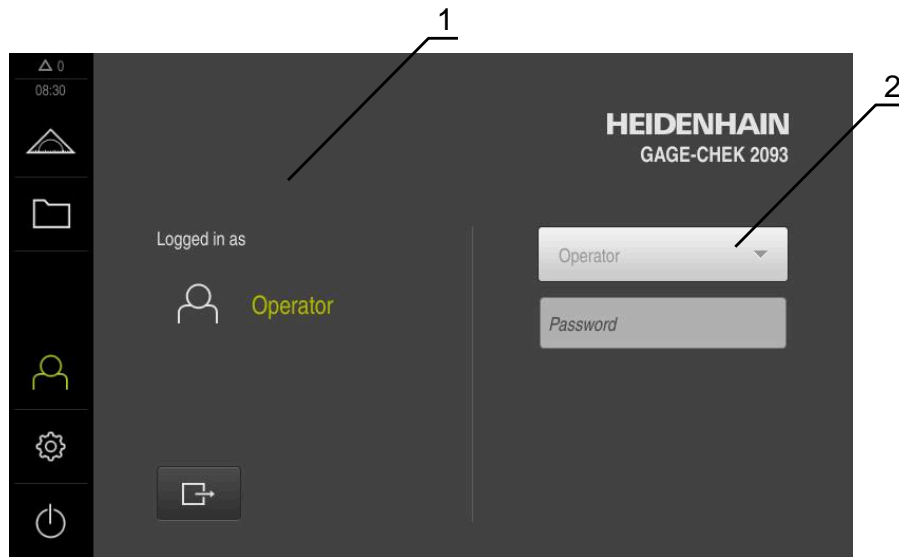 1
2
0
08:30
HEIDENHAIN
GAGE-CHEK 2093
Logged in as
Operator
Operator
Password